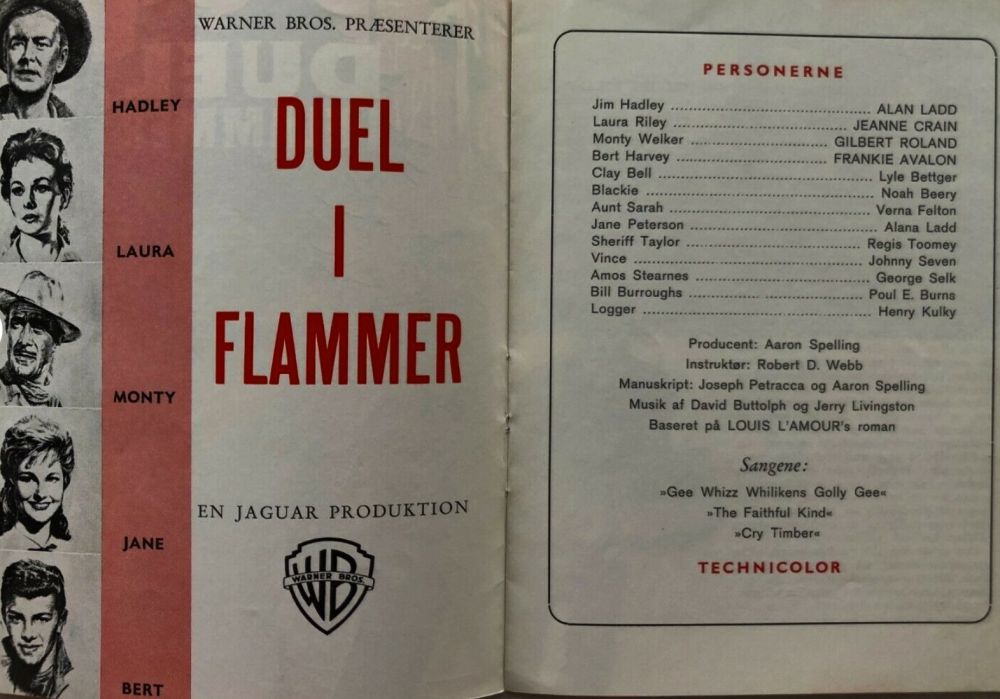 WARNER BROS. PRÆSENTERER
DUEL
I
FLAMMER
EN JAGUAR PRODUKTION
WARNER BROS.
WB
HADLEY
LAURA
MONTY
JANE
BERT
PERSONERNE
Jim Hadley ........ ALAN LADD
Laura Riley ........ JEANNE CRAIN
Monty Welker ........ GILBERT ROLAND
Bert Harvey ........ FRANKIE AVALON
Clay Bell ........ Lyle Bettger
Blackie ........ Noah Beery
Aunt Sarah ........ Verna Felton
Jane Peterson ........ Alana Ladd
Sheriff Taylor ........ Regis Toomey
Vince ........ Johnny Seven
Amos Stearnes ........ George Selk
Bill Burroughs ........ Poul E. Burns
Logger ........ Henry Kulky
Producent: Aaron Spelling
Instruktør: Robert D. Webb
Manuskript: Joseph Petracca og Aaron Spelling
Musik af David Buttolph og Jerry Livingston
Baseret på LOUIS L'AMOUR's roman
Sangene:
»Gee Whizz Whilikens Golly Gee«
»The Faithful Kind«
»Cry Timber«
TECHNICOLOR